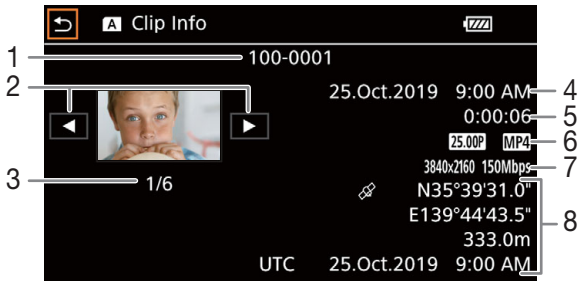 A Clip Info
1 100-0001
2
25.Oct.2019 9:00 AM 4
0:00:06 5
25.00P MP4 6
3840x2160 150Mbps 7
3 1/6
N35°39'31.0"
E139°44'43.5" 8
333.0m
UTC 25.Oct.2019 9:00 AM